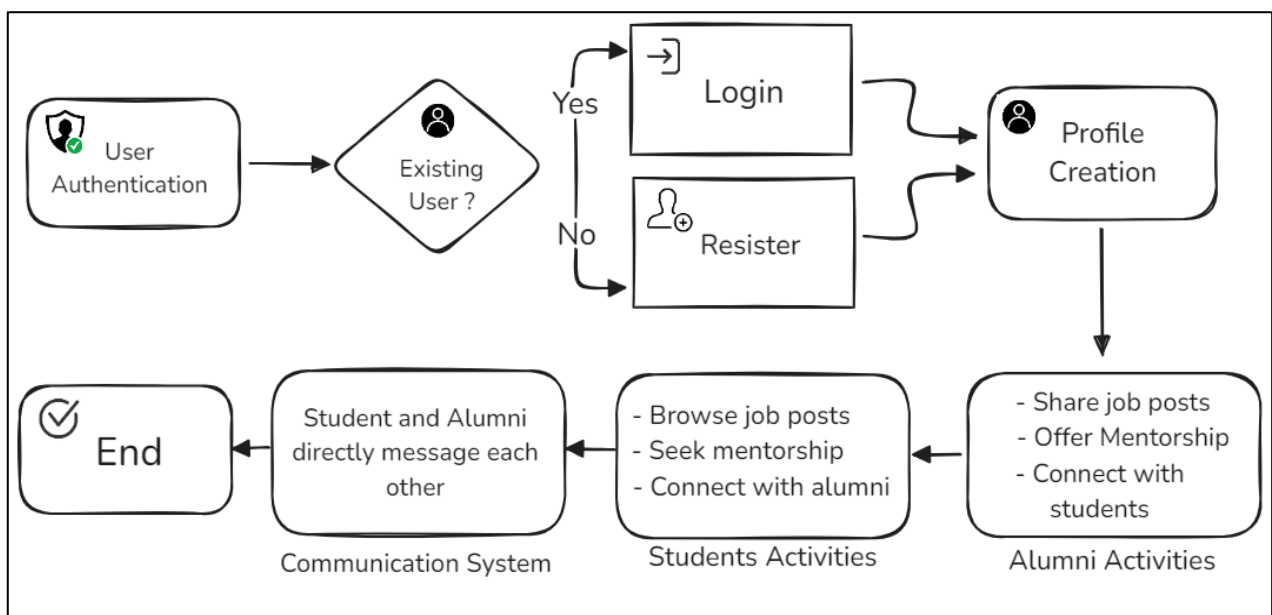 User
Authentication
Existing
User ?
Yes
No
Login
Resister
Profile
Creation
- Share job posts
- Offer Mentorship
- Connect with
students
Alumni Activities
- Browse job posts
- Seek mentorship
- Connect with alumni
Students Activities
Student and Alumni
directly message each
other
Communication System
End